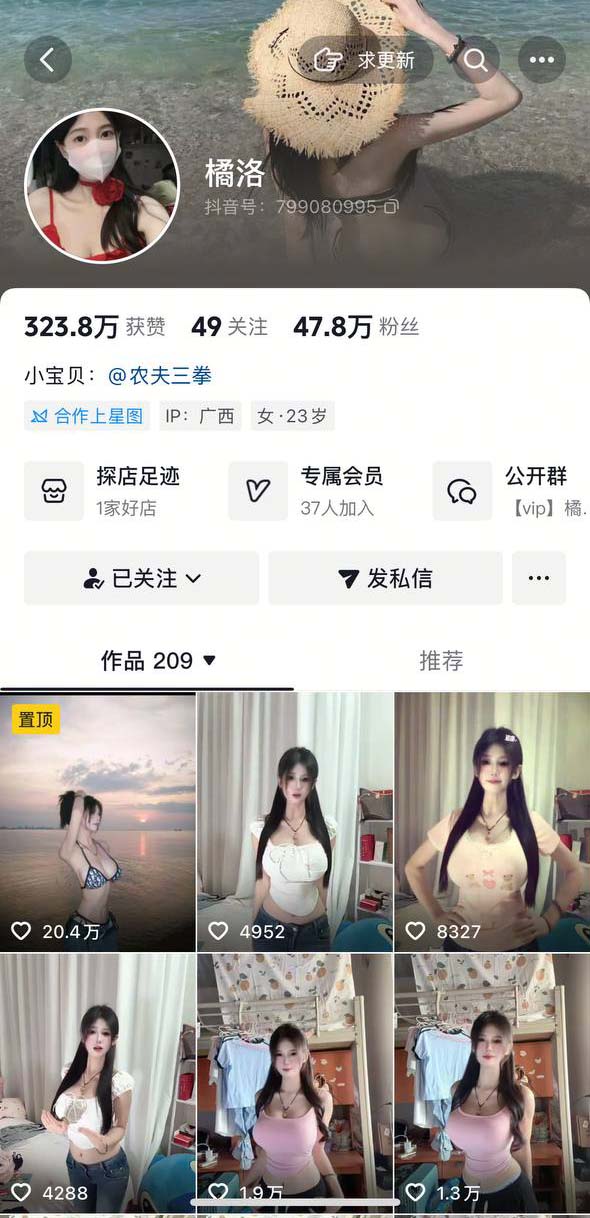 求更新
橘洛
抖音号：799080995
323.8万 获赞 49 关注 47.8万 粉丝
小宝贝：@农夫三拳
合作上星图 IP：广西 女·23岁
探店足迹 专属会员 公开群
1家好店 37人加入 【vip】橘.
已关注 发私信
作品 209 推荐
置顶
20.4万 4952 8327
4288 1.9万 1.3万